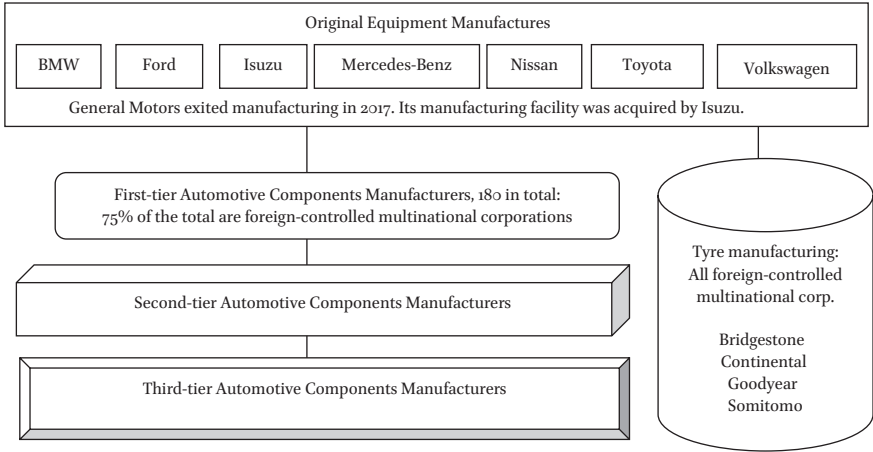 Original Equipment Manufactures
BMW
Ford
Isuzu
Mercedes-Benz
Nissan
Toyota
Volkswagen
General Motors exited manufacturing in 2017. Its manufacturing facility was acquired by Isuzu.
First-tier Automotive Components Manufacturers, 180 in total:
75% of the total are foreign-controlled multinational corporations
Second-tier Automotive Components Manufacturers
Third-tier Automotive Components Manufacturers
Tyre manufacturing:
All foreign-controlled
multinational corp.
Bridgestone
Continental
Goodyear
Somitomo